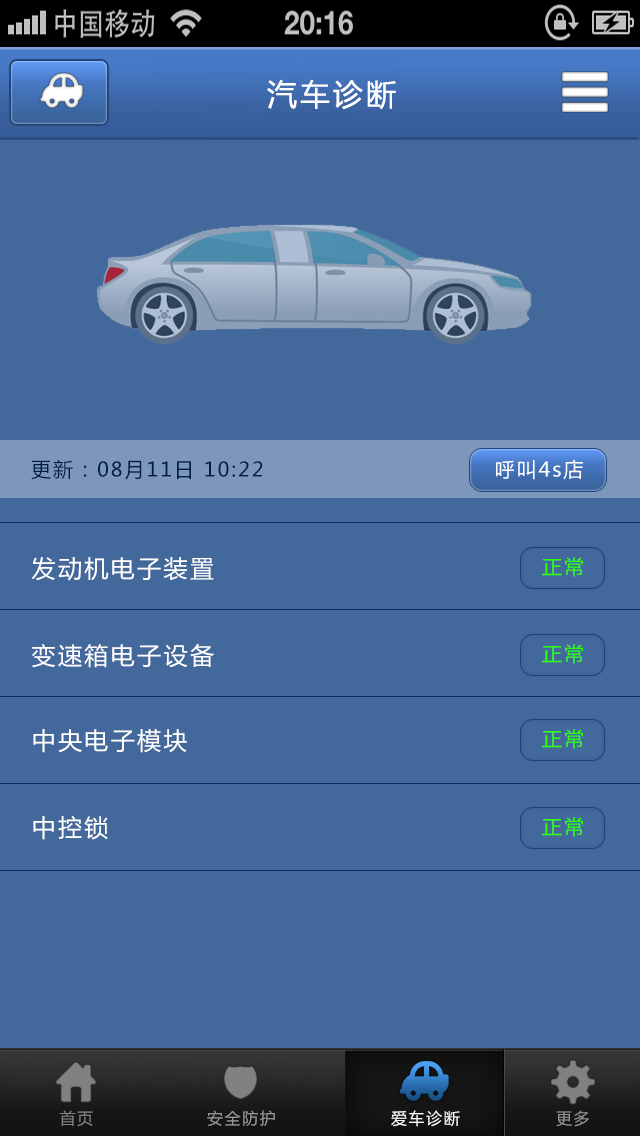 中国移动 20:16
汽车诊断
更新：08月11日 10:22 呼叫4s店
发动机电子装置 正常
变速箱电子设备 正常
中央电子模块 正常
中控锁 正常
首页 安全防护 爱车诊断 更多